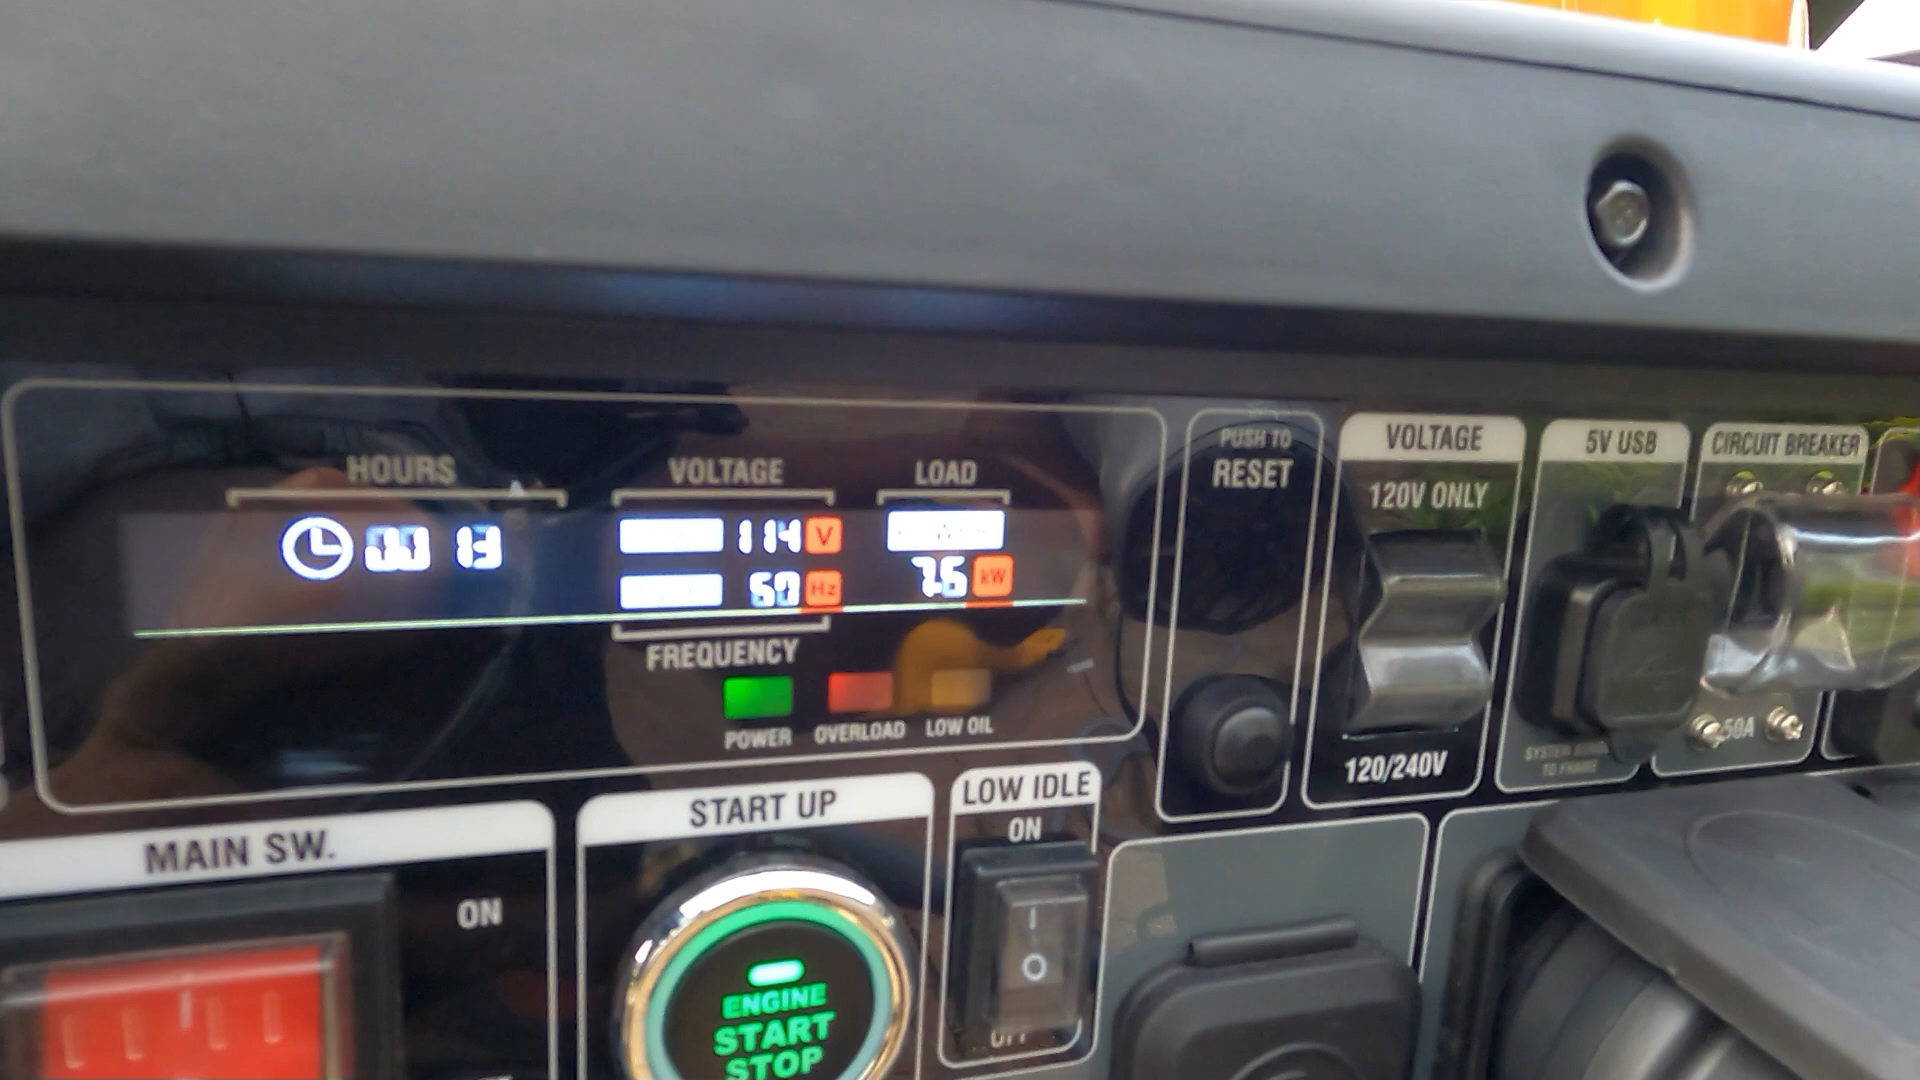 HOURS
VOLTAGE
LOAD
114 V
Hz
7.6 kW
FREQUENCY
POWER
OVERLOAD
LOW OIL
PUSH TO
RESET
VOLTAGE
120V ONLY
120/240V
5V USB
SYSTEM
TO FRAME
CIRCUIT BREAKER
50A
MAIN SW.
ON
START UP
ENGINE
START
STOP
LOW IDLE
ON
OFF